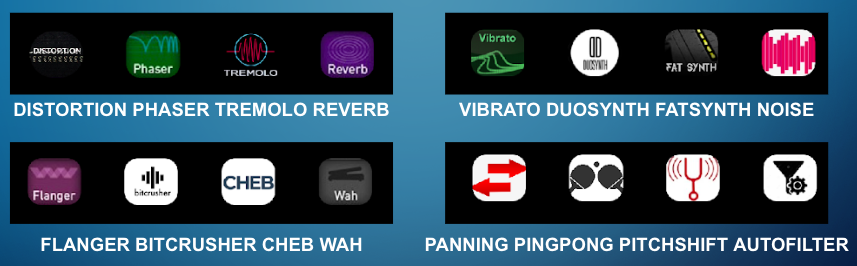 DISTORTION
Phaser
TREMOLO
Reverb
DISTORTION PHASER TREMOLO REVERB
Vibrato
DUOSYNTH
FAT SYNTH
VIBRATO DUOSYNTH FATSYNTH NOISE
Flanger
bitcrusher
CHEB
Wah
FLANGER BITCRUSHER CHEB WAH
PANNING PINGPONG PITCHSHIFT AUTOFILTER